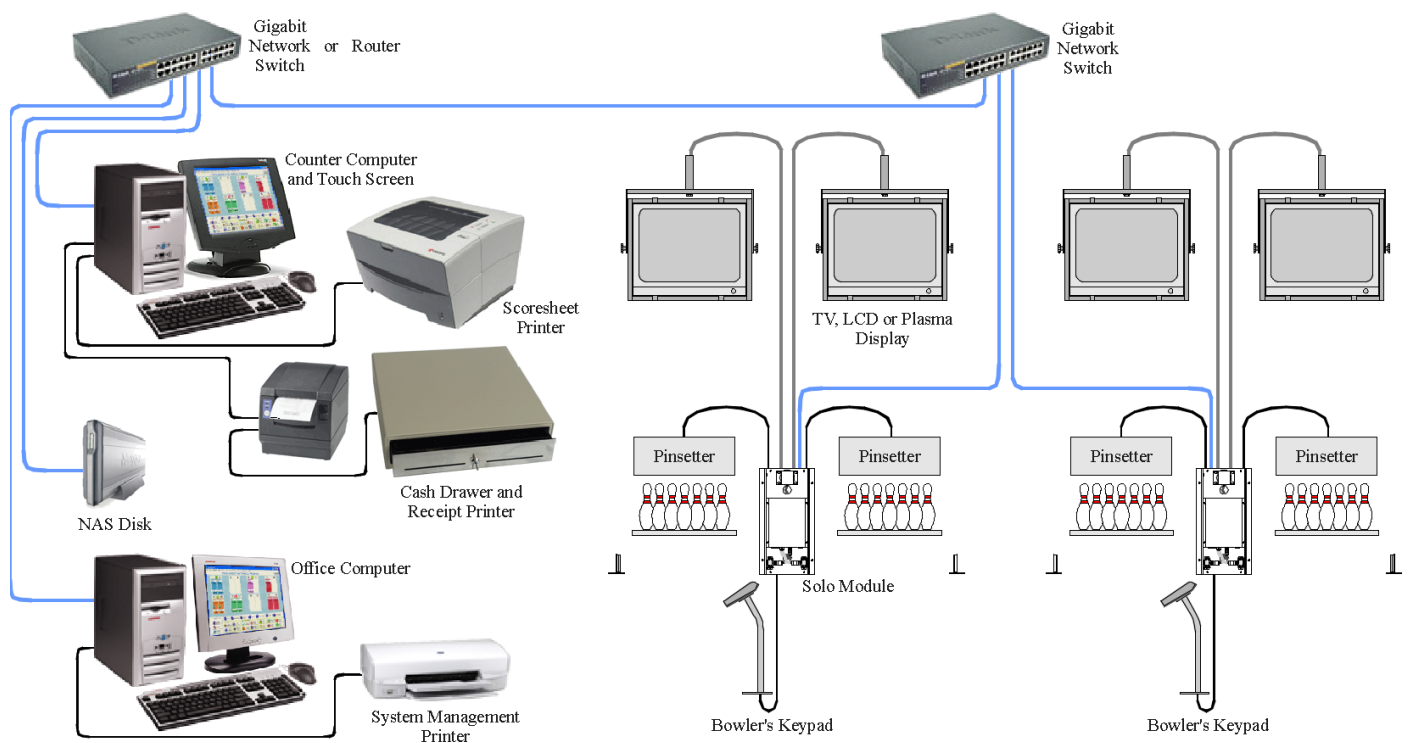 Gigabit
Network or Router
Switch
Gigabit
Network
Switch
D-Link
Counter Computer
and Touch Screen
Scoresheet
Printer
TV, LCD or Plasma
Display
Pinsetter
Pinsetter
Pinsetter
Pinsetter
Cash Drawer and
Receipt Printer
NAS Disk
Office Computer
Solo Module
System Management
Printer
Bowler's Keypad
Bowler's Keypad